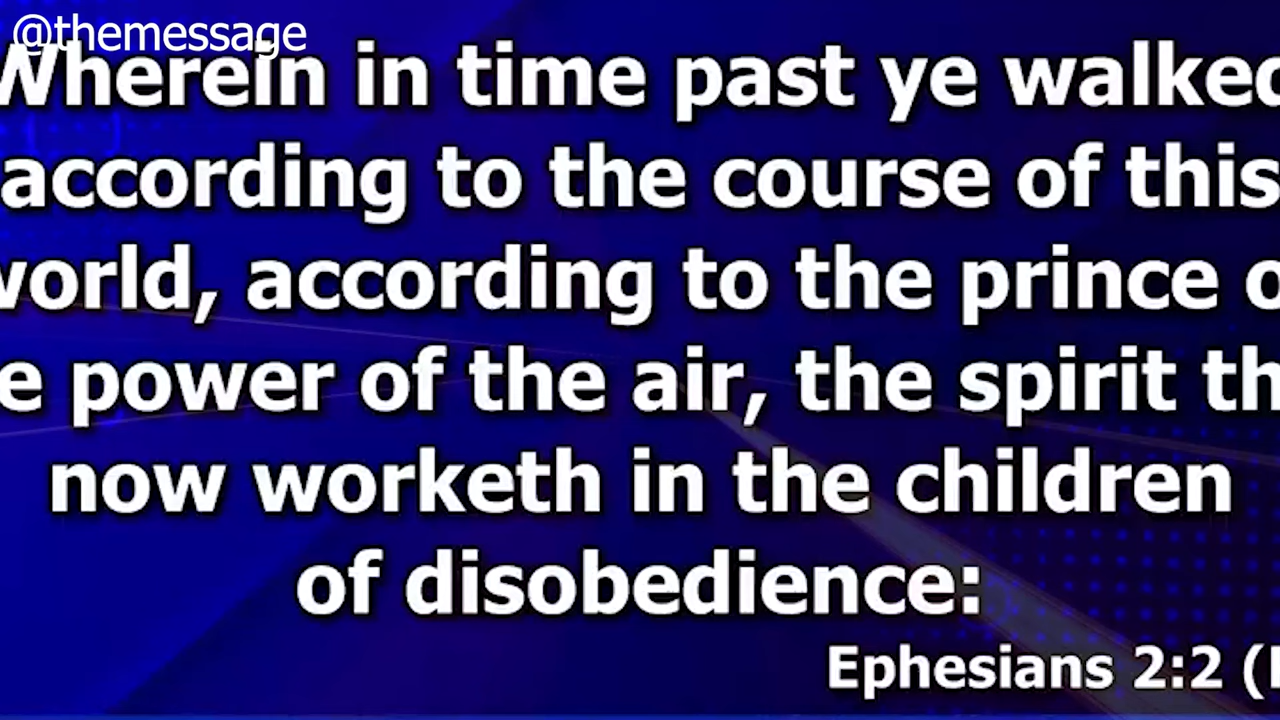 @themessage
Wherein in time past ye walked
according to the course of this
world, according to the prince o
e power of the air, the spirit th
now worketh in the children
of disobedience:
Ephesians 2:2 (